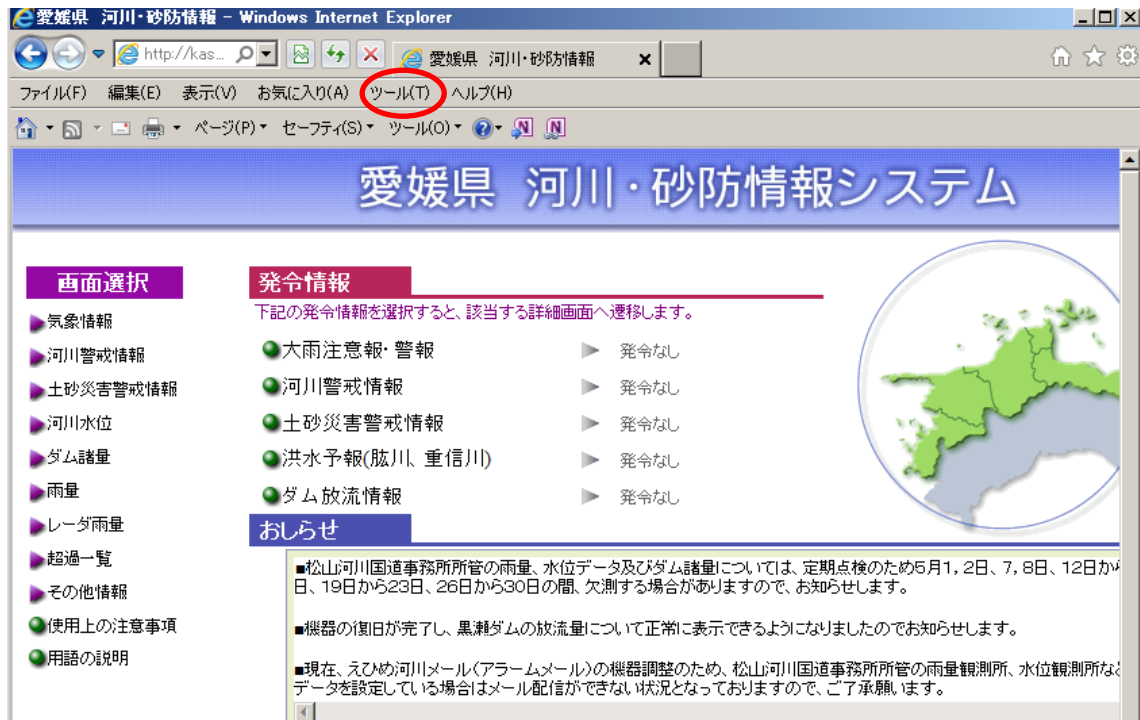 愛媛県 河川・砂防情報 - Windows Internet Explorer
http://kas...
愛媛県 河川・砂防情報
ファイル(F) 編集(E) 表示(V) お気に入り(A) ツール(T) ヘルプ(H)
ページ(P) セーフティ(S) ツール(O)
愛媛県 河川・砂防情報システム
画面選択
気象情報
河川警戒情報
土砂災害警戒情報
河川水位
ダム諸量
雨量
レーダ雨量
超過一覧
その他情報
使用上の注意事項
用語の説明
発令情報
下記の発令情報を選択すると、該当する詳細画面へ遷移します。
大雨注意報・警報 発令なし
河川警戒情報 発令なし
土砂災害警戒情報 発令なし
洪水予報(肱川、重信川) 発令なし
ダム放流情報 発令なし
おしらせ
■松山河川国道事務所所管の雨量、水位データ及びダム諸量については、定期点検のため5月1，2日、7，8日、12日か
日、19日から23日、26日から30日の間、欠測する場合がありますので、お知らせします。
■機器の復旧が完了し、黒瀬ダムの放流量について正常に表示できるようになりましたのでお知らせします。
■現在、えひめ河川メール（アラームメール）の機器調整のため、松山河川国道事務所所管の雨量観測所、水位観測所な
データを設定している場合はメール配信ができない状況となっておりますので、ご了承願います。